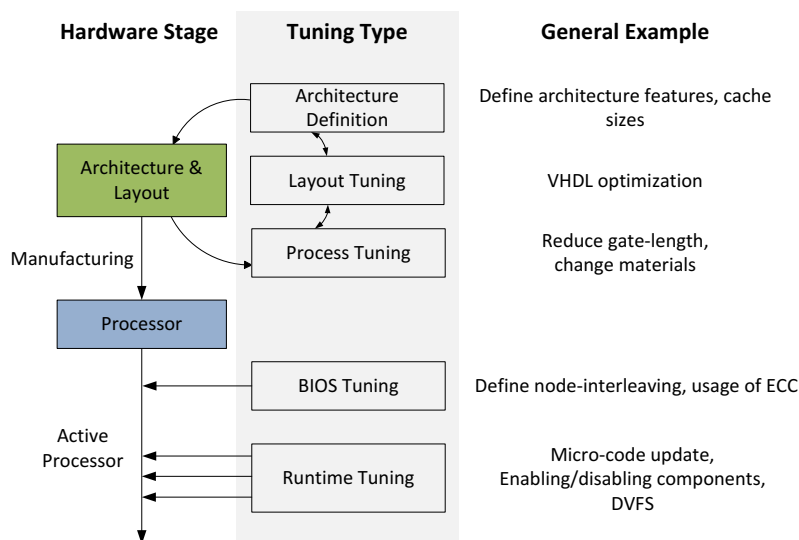 Hardware Stage
Tuning Type
General Example
Architecture
Definition
Define architecture features, cache
sizes
Architecture &
Layout
Layout Tuning
VHDL optimization
Manufacturing
Process Tuning
Reduce gate-length,
change materials
Processor
BIOS Tuning
Define node-interleaving, usage of ECC
Active
Processor
Runtime Tuning
Micro-code update,
Enabling/disabling components,
DVFS